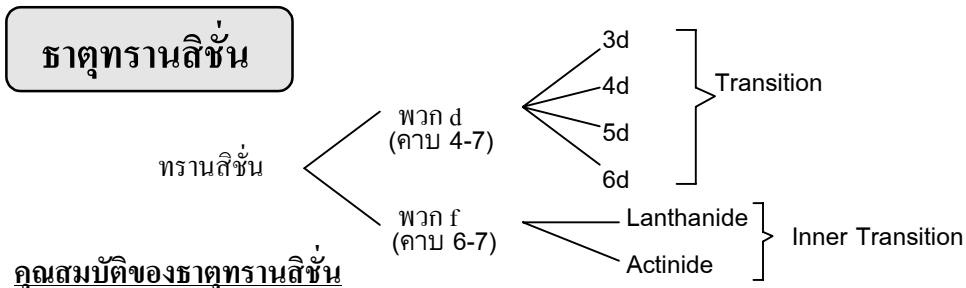 ธาตุทรานสิชั่น
ทรานสิชั่น
พวก d
(คาบ 4-7)
3d
4d
5d
6d
Transition
พวก f
(คาบ 6-7)
Lanthanide
Actinide
Inner Transition
คุณสมบัติของธาตุทรานสิชั่น